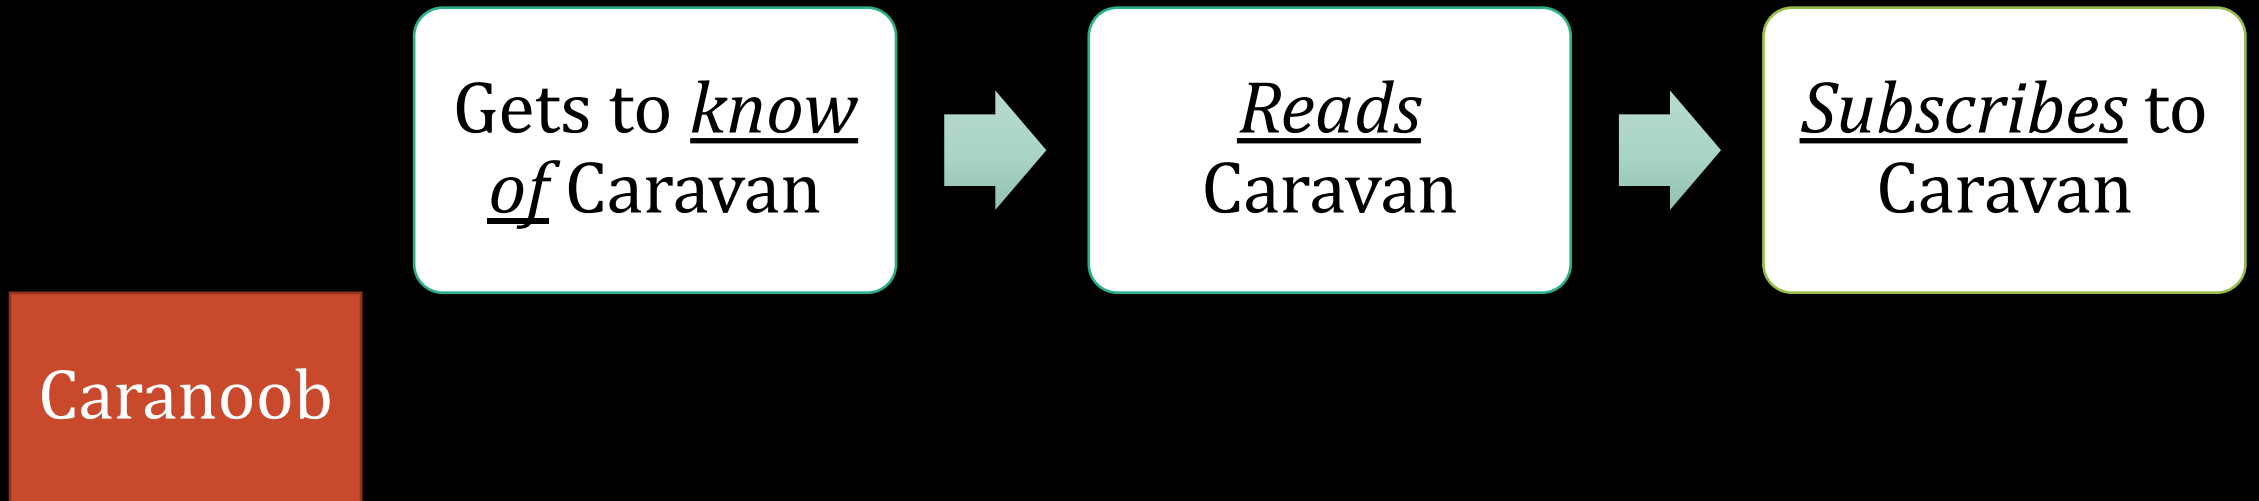 Gets to know
of Caravan
Reads
Caravan
Subscribes to
Caravan
Caranoob